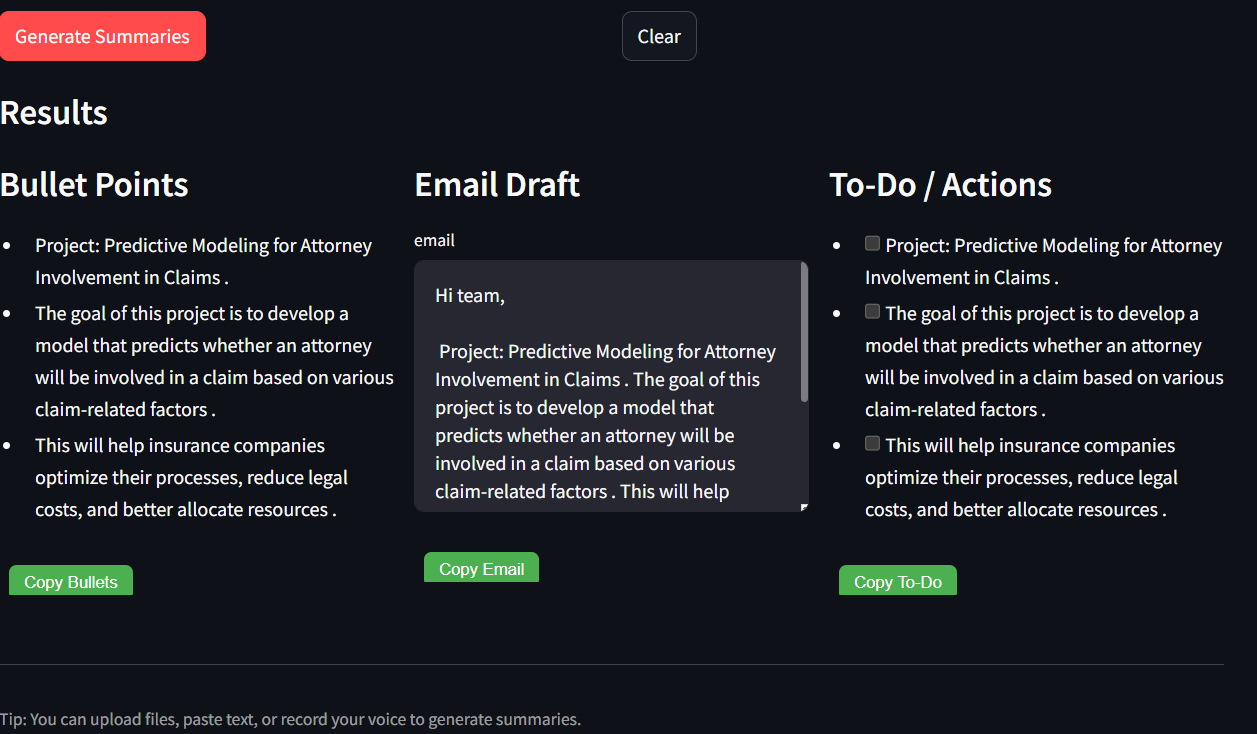 Generate Summaries
Clear
Results
Bullet Points
Project: Predictive Modeling for Attorney
Involvement in Claims .
The goal of this project is to develop a
model that predicts whether an attorney
will be involved in a claim based on various
claim-related factors .
This will help insurance companies
optimize their processes, reduce legal
costs, and better allocate resources .
Copy Bullets
Email Draft
email
Hi team,
Project: Predictive Modeling for Attorney
Involvement in Claims . The goal of this
project is to develop a model that
predicts whether an attorney will be
involved in a claim based on various
claim-related factors . This will help
Copy Email
To-Do / Actions
Project: Predictive Modeling for Attorney
Involvement in Claims .
The goal of this project is to develop a
model that predicts whether an attorney
will be involved in a claim based on various
claim-related factors .
This will help insurance companies
optimize their processes, reduce legal
costs, and better allocate resources .
Copy To-Do
Tip: You can upload files, paste text, or record your voice to generate summaries.